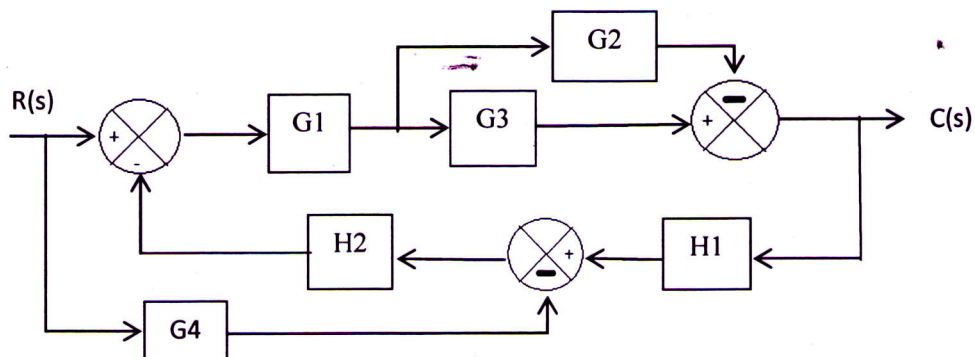 G2
R(s)
+
-
G1
G3
+
-
C(s)
H2
-
+
H1
G4